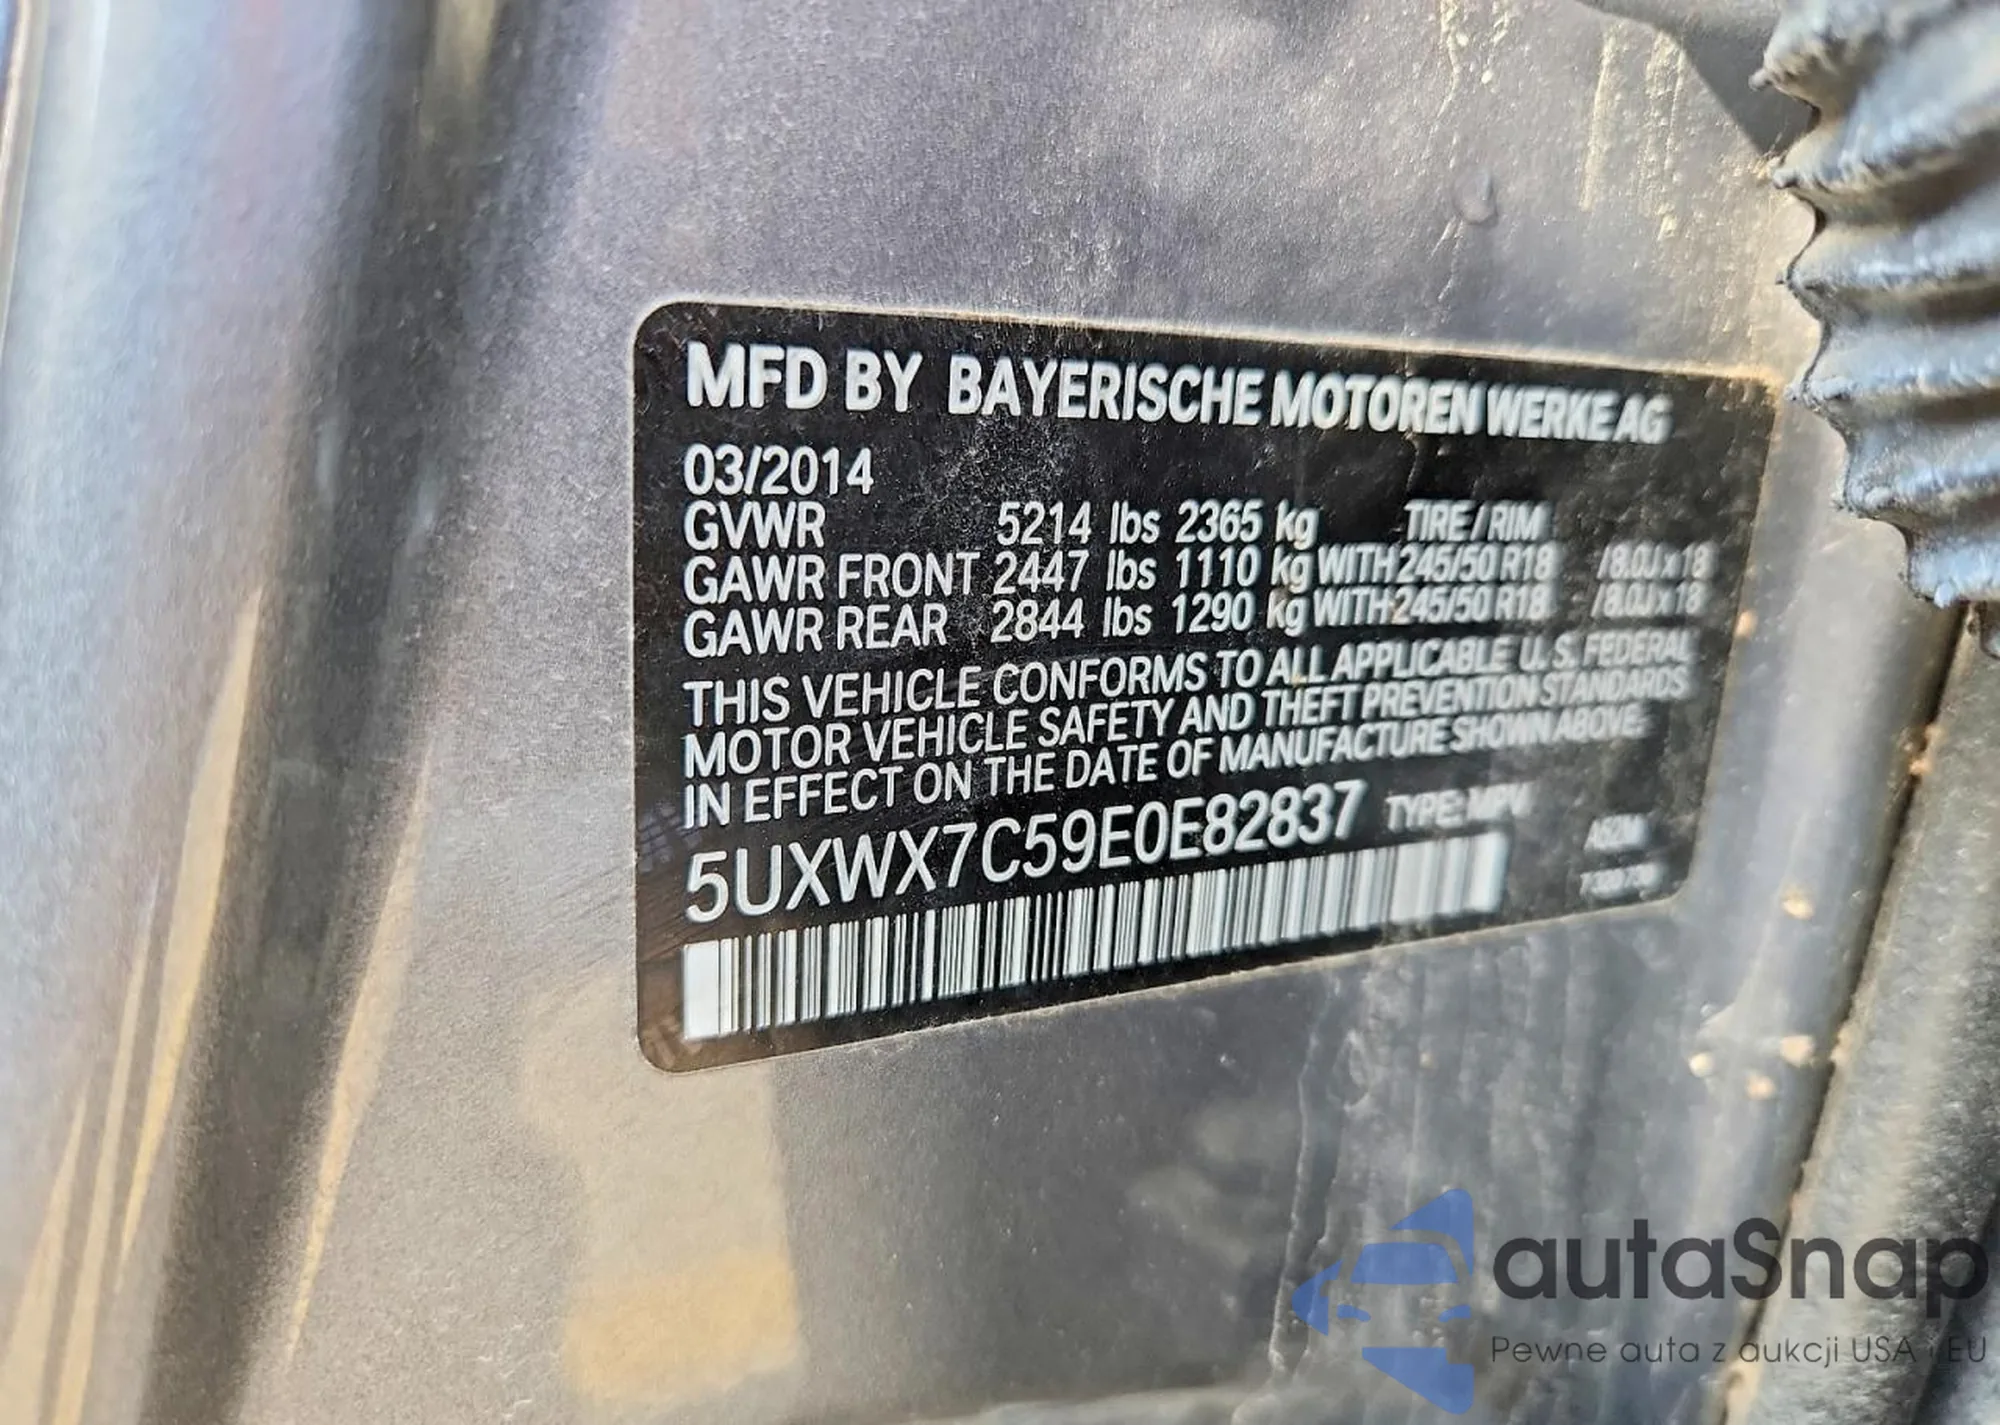 MFD BY BAYERISCHE MOTOREN WERKE AG
03/2014
GVWR 5214 lbs 2365 kg TIRE / RIM
GAWR FRONT 2447 lbs 1110 kg WITH 245/50 R18 / 8.0J x 18
GAWR REAR 2844 lbs 1290 kg WITH 245/50 R18 / 8.0J x 18
THIS VEHICLE CONFORMS TO ALL APPLICABLE U. S. FEDERAL
MOTOR VEHICLE SAFETY AND THEFT PREVENTION STANDARDS
IN EFFECT ON THE DATE OF MANUFACTURE SHOWN ABOVE.
5UXWX7C59E0E82837 TYPE: MPV
autaSnap
Pewne auta z aukcji USA i EU